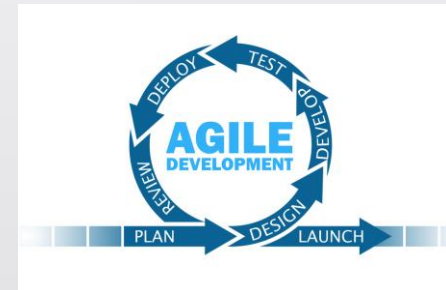 AGILE
DEVELOPMENT
PLAN
DESIGN
DEVELOP
TEST
DEPLOY
REVIEW
LAUNCH